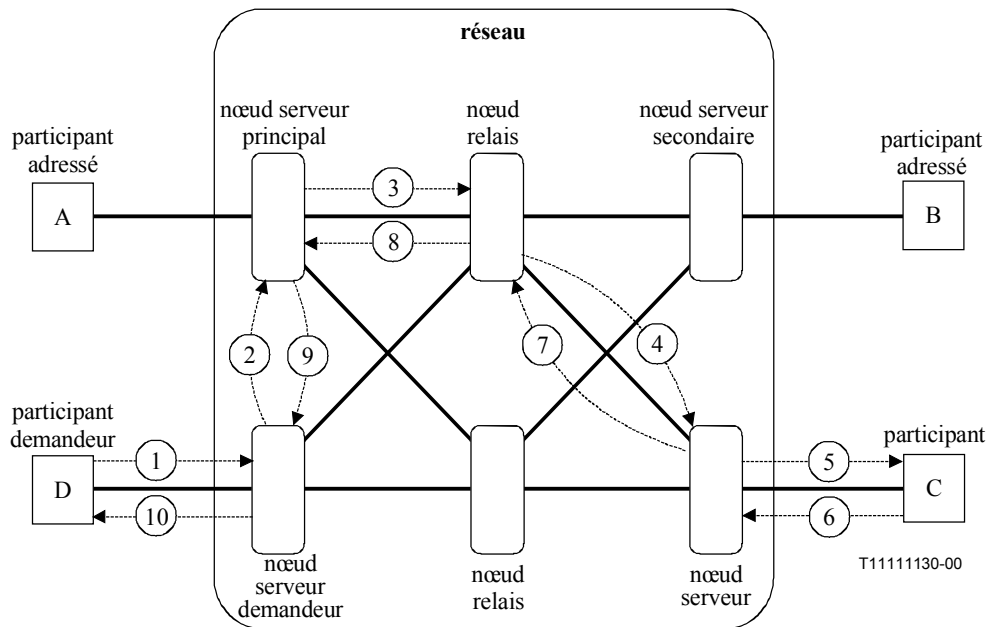 réseau
nœud serveur
principal
nœud
relais
nœud serveur
secondaire
participant
adressé
participant
adressé
A
3
B
8
2
9
7
4
participant
demandeur
participant
1
5
D
C
10
6
nœud
serveur
demandeur
nœud
relais
nœud
serveur
T11111130-00